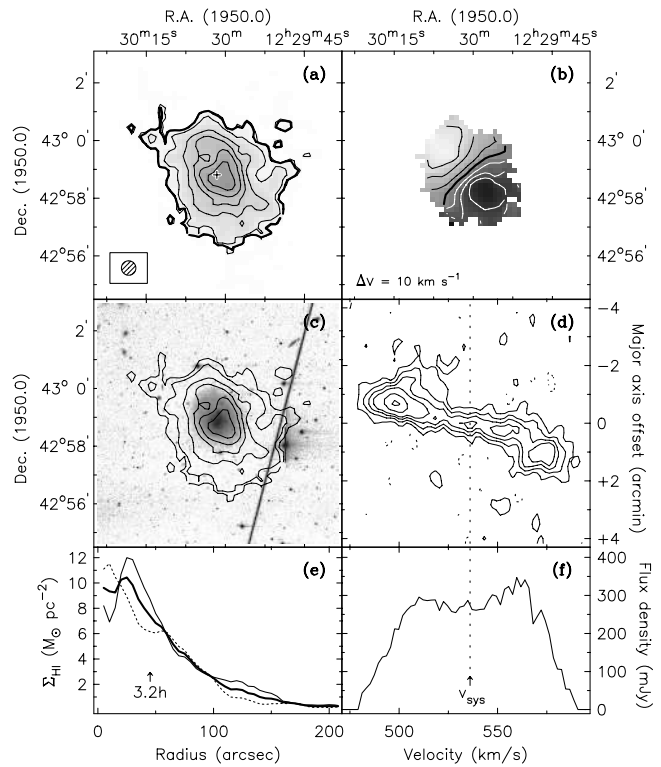 R.A. (1950.0) R.A. (1950.0)
30ᵐ15ˢ 30ᵐ 12ʰ29ᵐ45ˢ 30ᵐ15ˢ 30ᵐ 12ʰ29ᵐ45ˢ
(a) (b)
2' 2'
43° 0' 43° 0'
42°58' 42°58'
42°56' 42°56'
Dec. (1950.0) Dec. (1950.0)
ΔV = 10 km s⁻¹
(c) (d)
2' −4
43° 0' −2
42°58' 0
42°56' +2
+4
Dec. (1950.0) Major axis offset (arcmin)
(e) (f)
12
10
8
6
4
2
Σ_HI (M⊙ pc⁻²)
3.2h
400
300
200
100
0
Flux density (mJy)
V_sys
0 100 200 500 550
Radius (arcsec) Velocity (km/s)